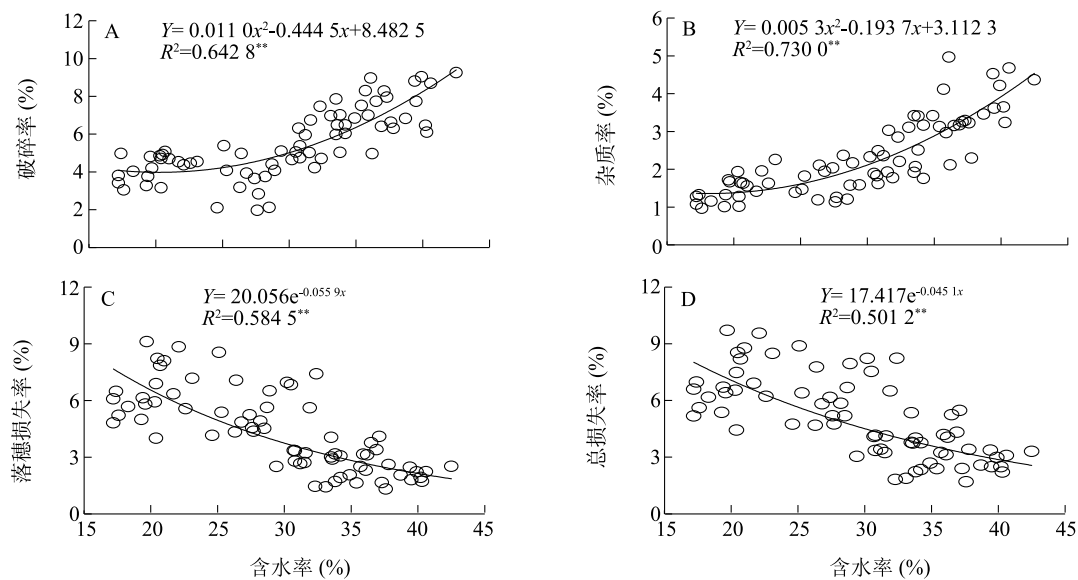 A
Y= 0.011 0x²-0.444 5x+8.482 5
R²=0.642 8**
破碎率 (%)
12
10
8
6
4
2
0
B
Y= 0.005 3x²-0.193 7x+3.112 3
R²=0.730 0**
杂质率 (%)
6
5
4
3
2
1
0
C
Y= 20.056e-0.055 9x
R²=0.584 5**
落穗损失率 (%)
12
9
6
3
0
15 20 25 30 35 40 45
含水率 (%)
D
Y= 17.417e-0.045 1x
R²=0.501 2**
总损失率 (%)
12
9
6
3
0
15 20 25 30 35 40 45
含水率 (%)